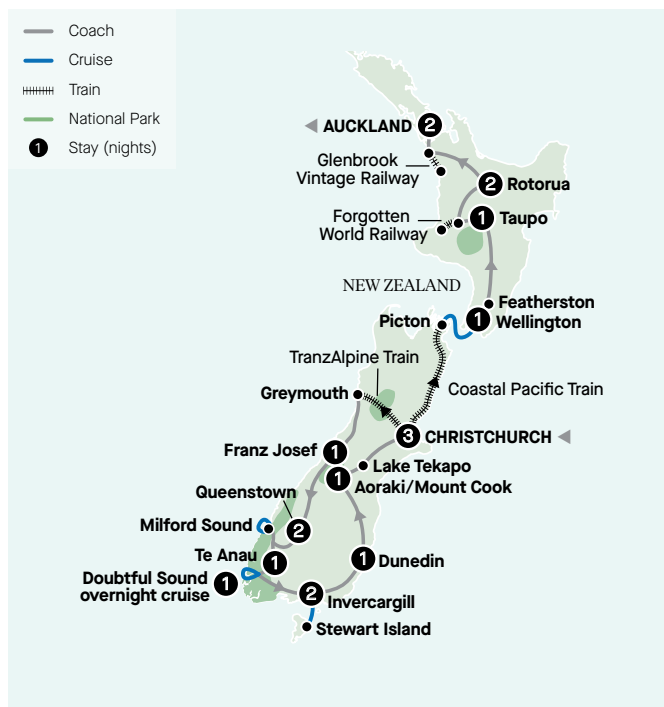 Coach
Cruise
Train
National Park
1 Stay (nights)
AUCKLAND 2
Glenbrook
Vintage Railway
2 Rotorua
Forgotten
World Railway
1 Taupo
NEW ZEALAND
Featherston
1 Wellington
Picton
TranzAlpine Train
Coastal Pacific Train
Greymouth
3 CHRISTCHURCH
Franz Josef 1
Lake Tekapo
1 Aoraki/Mount Cook
Queenstown
2
Milford Sound
Te Anau 1
1 Dunedin
Doubtful Sound
overnight cruise 1
2 Invercargill
Stewart Island